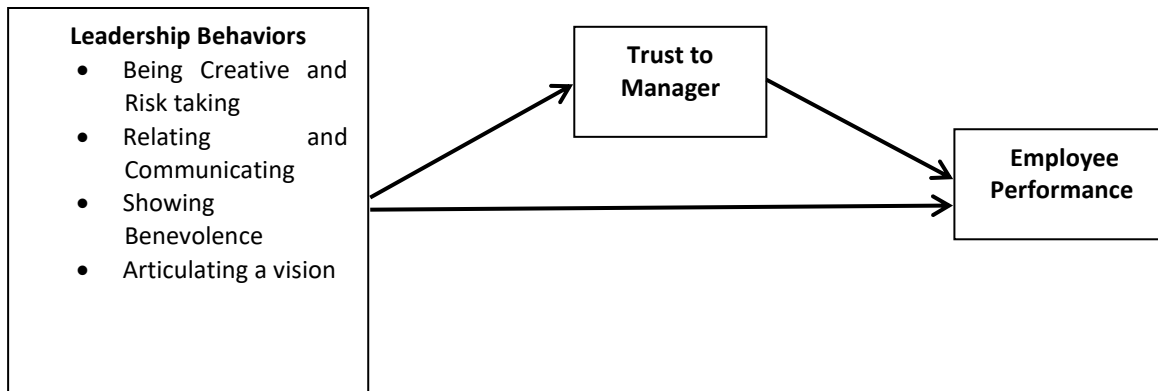 Leadership Behaviors
• Being Creative and
Risk taking
• Relating and
Communicating
• Showing
Benevolence
• Articulating a vision
Trust to
Manager
Employee
Performance